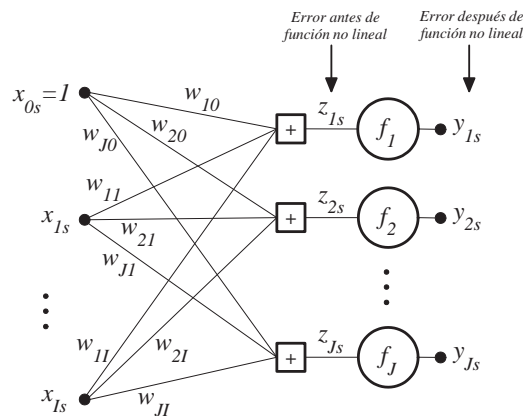 Error antes de
función no lineal
Error después de
función no lineal
x0s=1
w10
w20
wJ0
z1s
f1
y1s
+
w11
x1s
w21
wJ1
+
z2s
f2
y2s
w1I
w2I
wJI
xIs
+
zJs
fJ
yJs